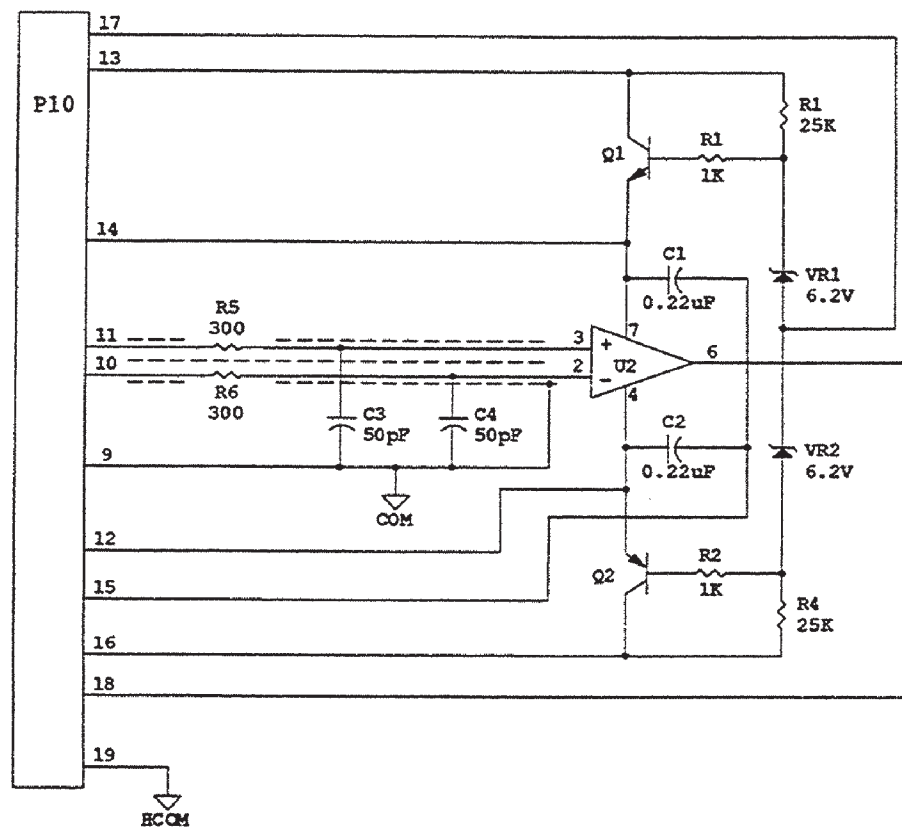 17
13
P10
R1
25K
Q1
R1
1K
14
C1
0.22uF
VR1
6.2V
R5
300
11
3
+
7
U2
6
10
2
-
4
R6
300
C3
50pF
C4
50pF
C2
0.22uF
VR2
6.2V
9
COM
12
Q2
R2
1K
15
R4
25K
16
18
19
HCOM